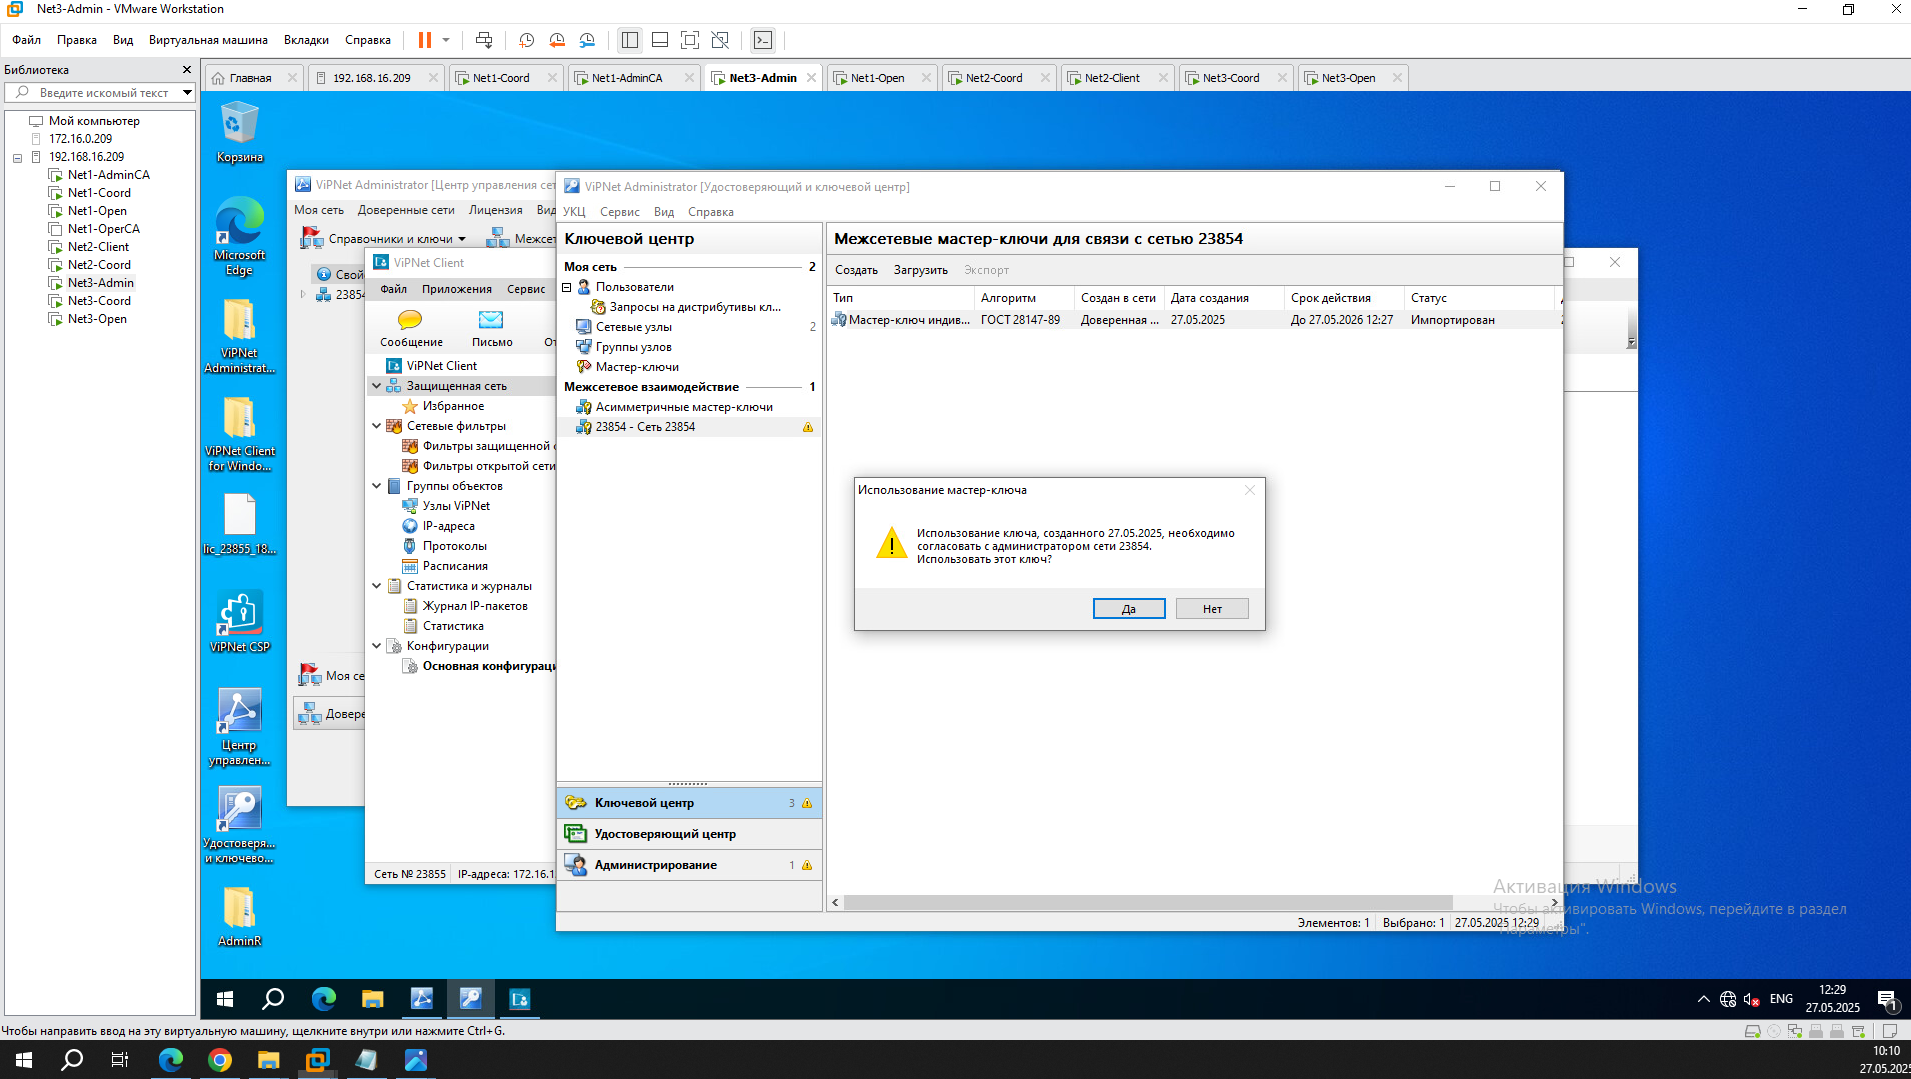 Net3-Admin - VMware Workstation
Файл Правка Вид Виртуальная машина Вкладки Справка
Библиотека
Введите искомый текст
Мой компьютер
172.16.0.209
192.168.16.209
Net1-AdminCA
Net1-Coord
Net1-Open
Net1-OperCA
Net2-Client
Net2-Coord
Net3-Admin
Net3-Coord
Net3-Open
Главная 192.168.16.209 Net1-Coord Net1-AdminCA Net3-Admin Net1-Open Net2-Coord Net2-Client Net3-Coord Net3-Open
Корзина
Microsoft
Edge
ViPNet
Administrat...
ViPNet Client
for Windo...
lic_23855_18...
ViPNet CSP
Центр
управлен...
Удостоверя...
и ключево...
AdminR
ViPNet Administrator [Центр управления сет
Моя сеть Доверенные сети Лицензия Вид
Справочники и ключи Межсет
Свой
23854
Моя се
Довере
ViPNet Client
Файл Приложения Сервис
Сообщение Письмо От
ViPNet Client
Защищенная сеть
Избранное
Сетевые фильтры
Фильтры защищенной с
Фильтры открытой сети
Группы объектов
Узлы ViPNet
IP-адреса
Протоколы
Расписания
Статистика и журналы
Журнал IP-пакетов
Статистика
Конфигурации
Основная конфигураци
Сеть № 23855 IP-адреса: 172.16.1
ViPNet Administrator [Удостоверяющий и ключевой центр]
УКЦ Сервис Вид Справка
Ключевой центр
Моя сеть 2
Пользователи
Запросы на дистрибутивы кл...
Сетевые узлы 2
Группы узлов
Мастер-ключи
Межсетевое взаимодействие 1
Асимметричные мастер-ключи
23854 - Сеть 23854
Ключевой центр 3
Удостоверяющий центр
Администрирование 1
Межсетевые мастер-ключи для связи с сетью 23854
Создать Загрузить Экспорт
Тип Алгоритм Создан в сети Дата создания Срок действия Статус
Мастер-ключ индив... ГОСТ 28147-89 Доверенная ... 27.05.2025 До 27.05.2026 12:27 Импортирован
Использование мастер-ключа
Использование ключа, созданного 27.05.2025, необходимо
согласовать с администратором сети 23854.
Использовать этот ключ?
Да Нет
Элементов: 1 Выбрано: 1 27.05.2025 12:29
Активация Windows
Чтобы активировать Windows, перейдите в раздел
"Параметры".
ENG
12:29
27.05.2025
1
Чтобы направить ввод на эту виртуальную машину, щелкните внутри или нажмите Ctrl+G.
10:10
27.05.2025